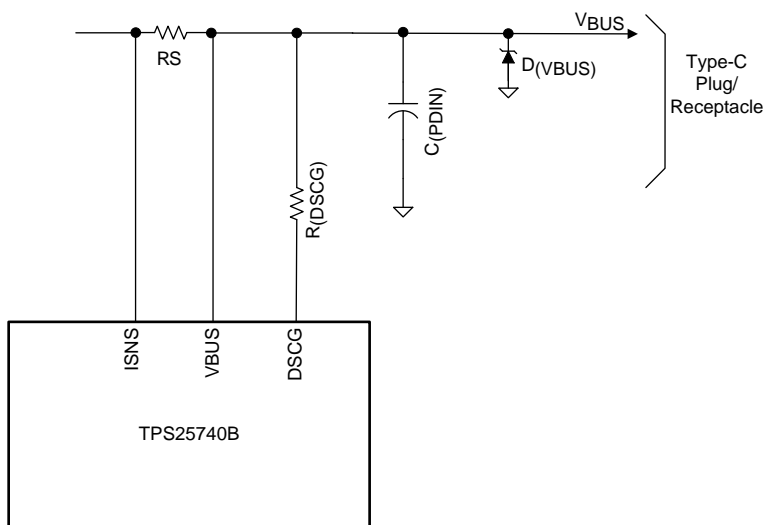 VBUS
RS
D(VBUS)
Type-C
Plug/
Receptacle
C(PDIN)
R(DSCG)
ISNS
VBUS
DSCG
TPS25740B